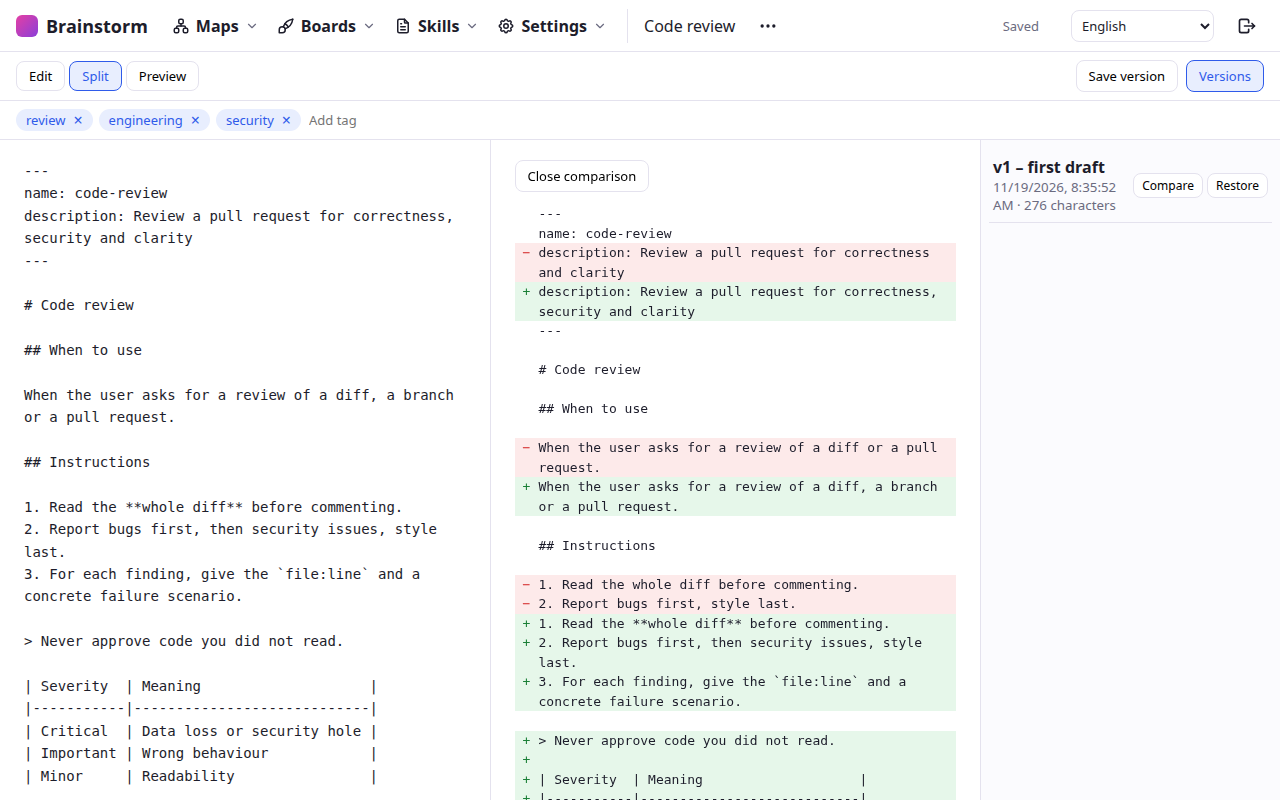 Brainstorm Maps Boards Skills Settings Code review ••• Saved English
Edit Split Preview Save version Versions
review × engineering × security × Add tag
---
name: code-review
description: Review a pull request for correctness,
security and clarity
---
# Code review
## When to use
When the user asks for a review of a diff, a branch
or a pull request.
## Instructions
1. Read the **whole diff** before commenting.
2. Report bugs first, then security issues, style
last.
3. For each finding, give the `file:line` and a
concrete failure scenario.
> Never approve code you did not read.
| Severity  | Meaning                    |
|-----------|----------------------------|
| Critical  | Data loss or security hole |
| Important | Wrong behaviour            |
| Minor     | Readability                |
Close comparison
---
name: code-review
− description: Review a pull request for correctness
and clarity
+ description: Review a pull request for correctness,
security and clarity
---
# Code review
## When to use
− When the user asks for a review of a diff or a pull
request.
+ When the user asks for a review of a diff, a branch
or a pull request.
## Instructions
− 1. Read the whole diff before commenting.
− 2. Report bugs first, style last.
+ 1. Read the **whole diff** before commenting.
+ 2. Report bugs first, then security issues, style
last.
+ 3. For each finding, give the `file:line` and a
concrete failure scenario.
+ > Never approve code you did not read.
+
+ | Severity  | Meaning                    |
+ |-----------|----------------------------|
v1 – first draft
11/19/2026, 8:35:52
AM · 276 characters
Compare Restore